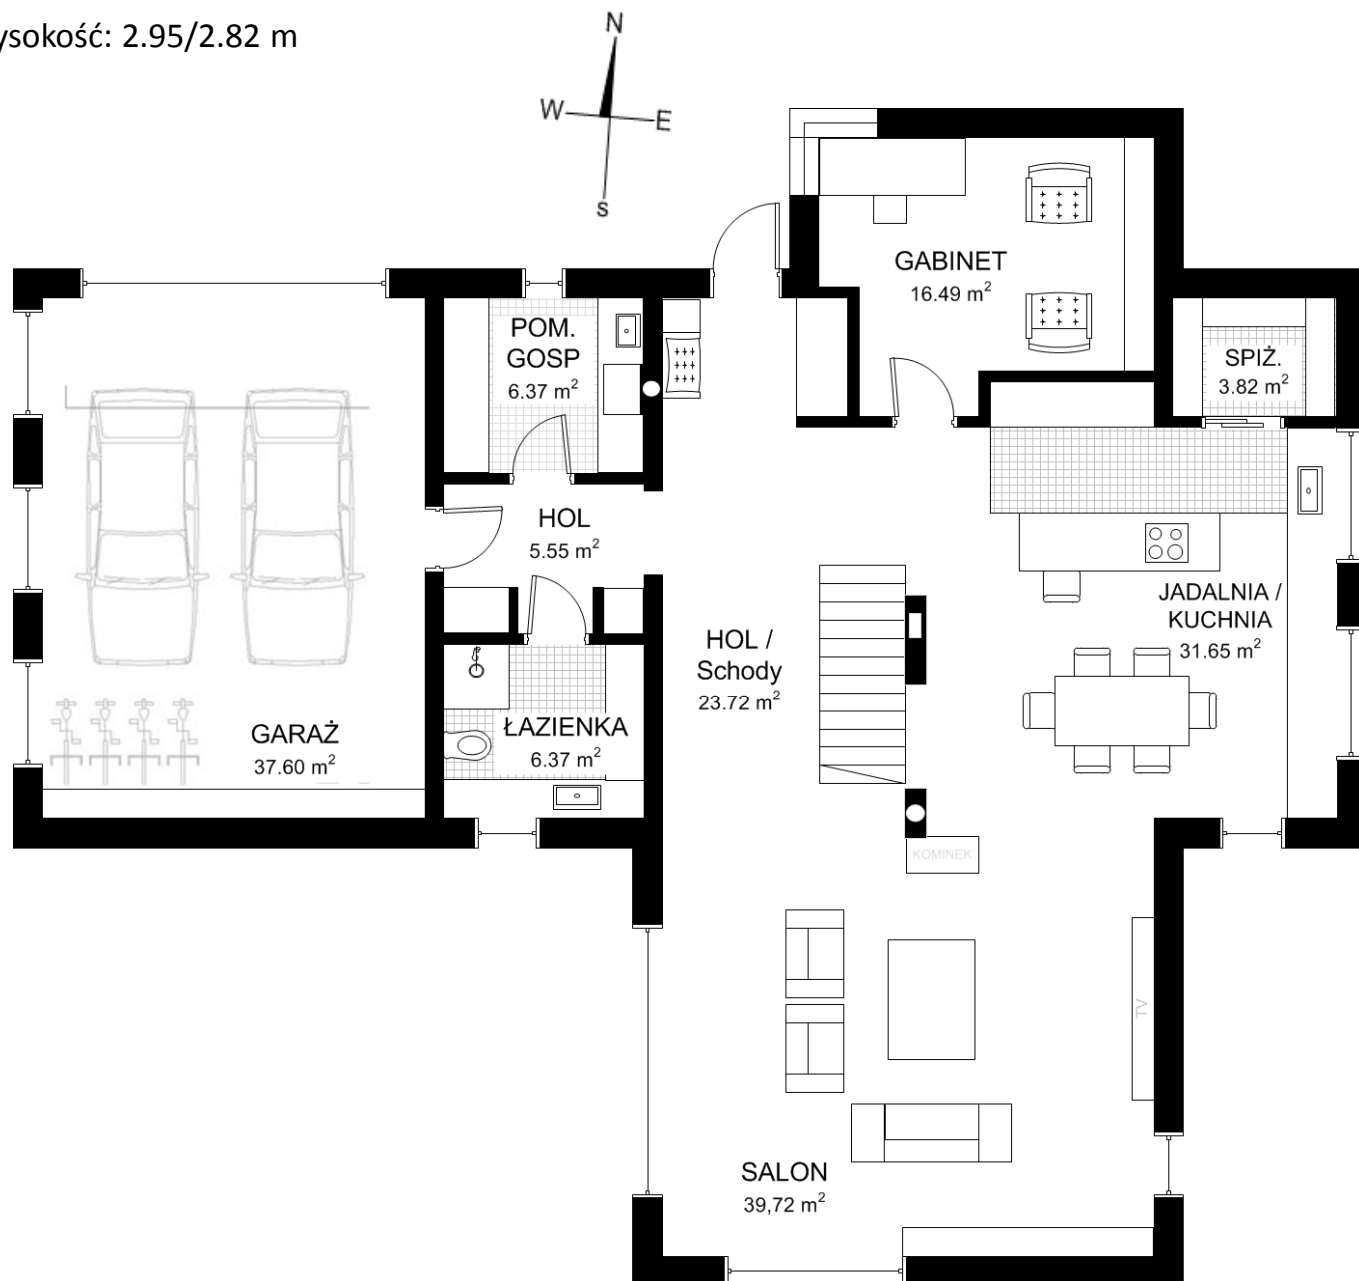 ysokość: 2.95/2.82 m
N
W
E
S
GABINET
16.49 m²
POM.
GOSP
6.37 m²
SPIŻ.
3.82 m²
HOL
5.55 m²
JADALNIA /
KUCHNIA
31.65 m²
HOL /
Schody
23.72 m²
GARAŻ
37.60 m²
ŁAZIENKA
6.37 m²
KOMINEK
TV
SALON
39,72 m²